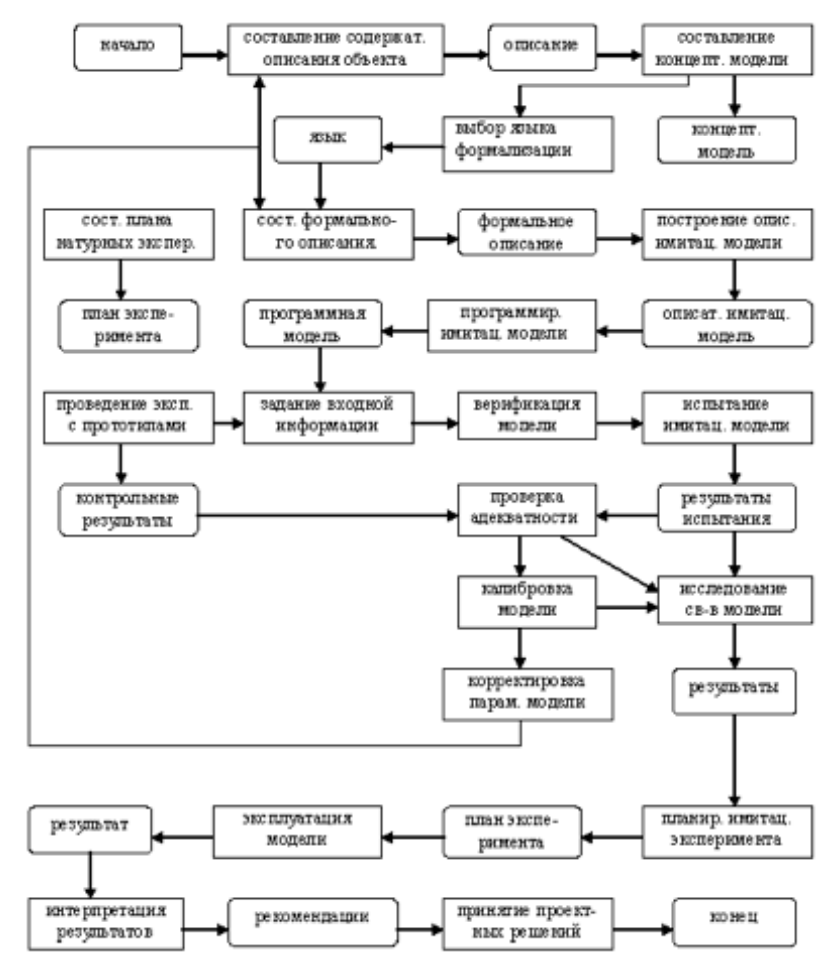 начало
составление содержат.
описания объекта
описание
составление
концепт. модели
выбор языка
формализации
язык
концепт.
модель
сост. плана
натурных экспер.
сост. формально-
го описания.
формальное
описание
построение опис.
имитац. модели
план экспе-
римента
программная
модель
программир.
имитац. модели
описат. имитац.
модель
проведение эксп.
с прототипами
задание входной
информации
верификация
модели
испытание
имитац. модели
контрольные
результаты
проверка
адекватности
результаты
испытания
калибровка
модели
исследование
св-в модели
корректировка
парам. модели
результаты
результат
эксплуатация
модели
план экспе-
римента
планир. имитац.
эксперимента
интерпретация
результатов
рекомендации
принятие проект-
ных решений
конец